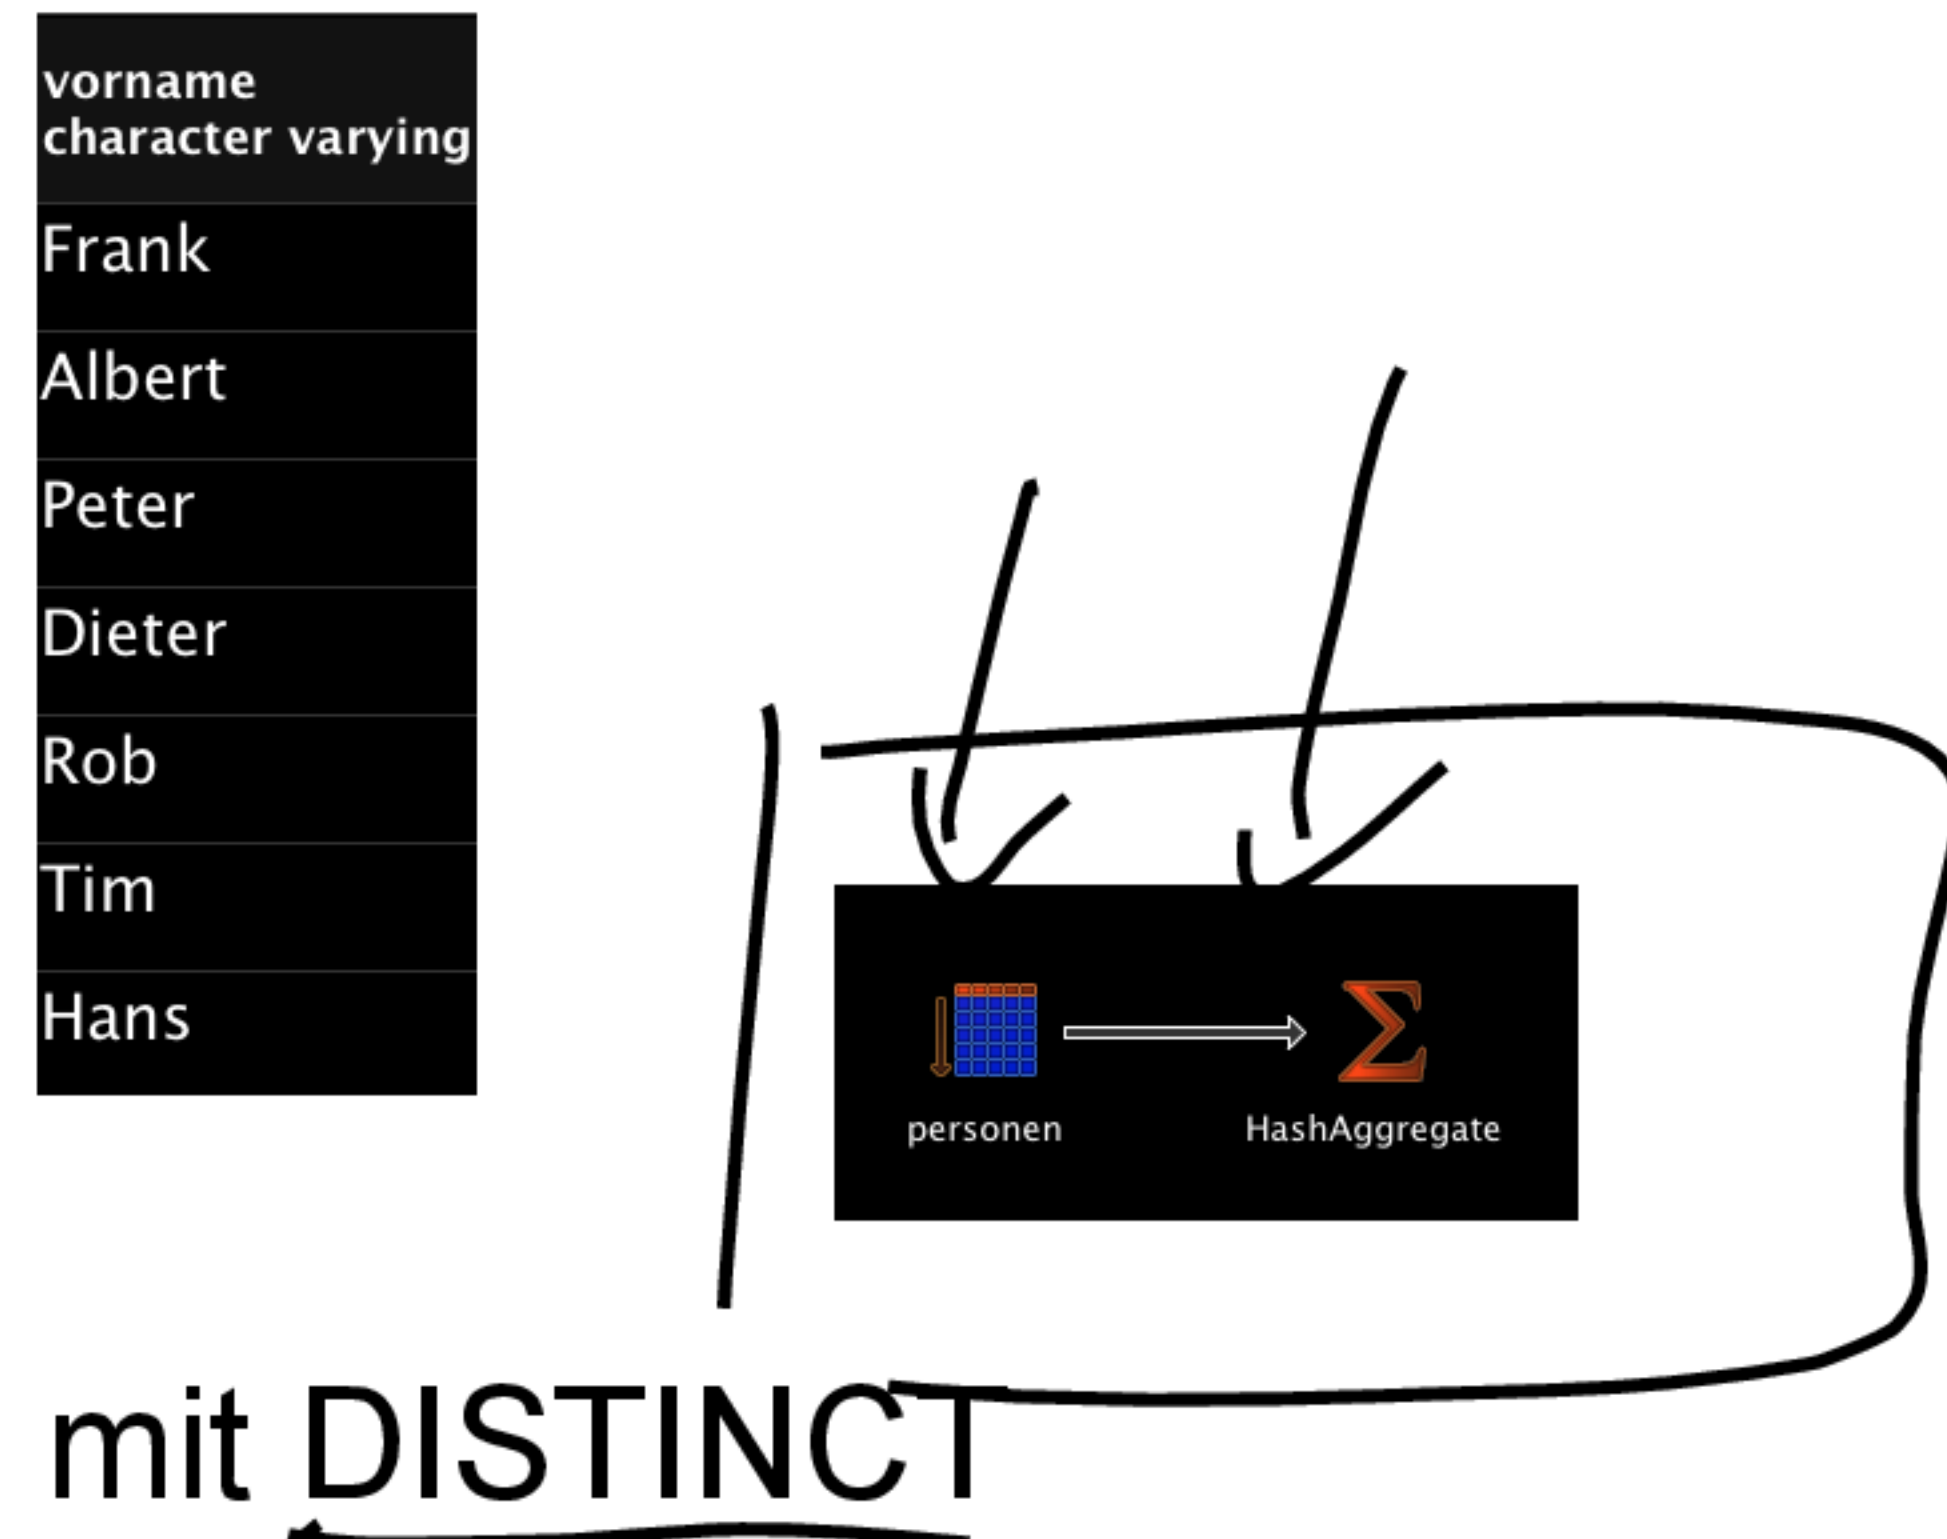 vorname
character varying
Frank
Albert
Peter
Dieter
Rob
Tim
Hans
personen
HashAggregate
mit DISTINCT